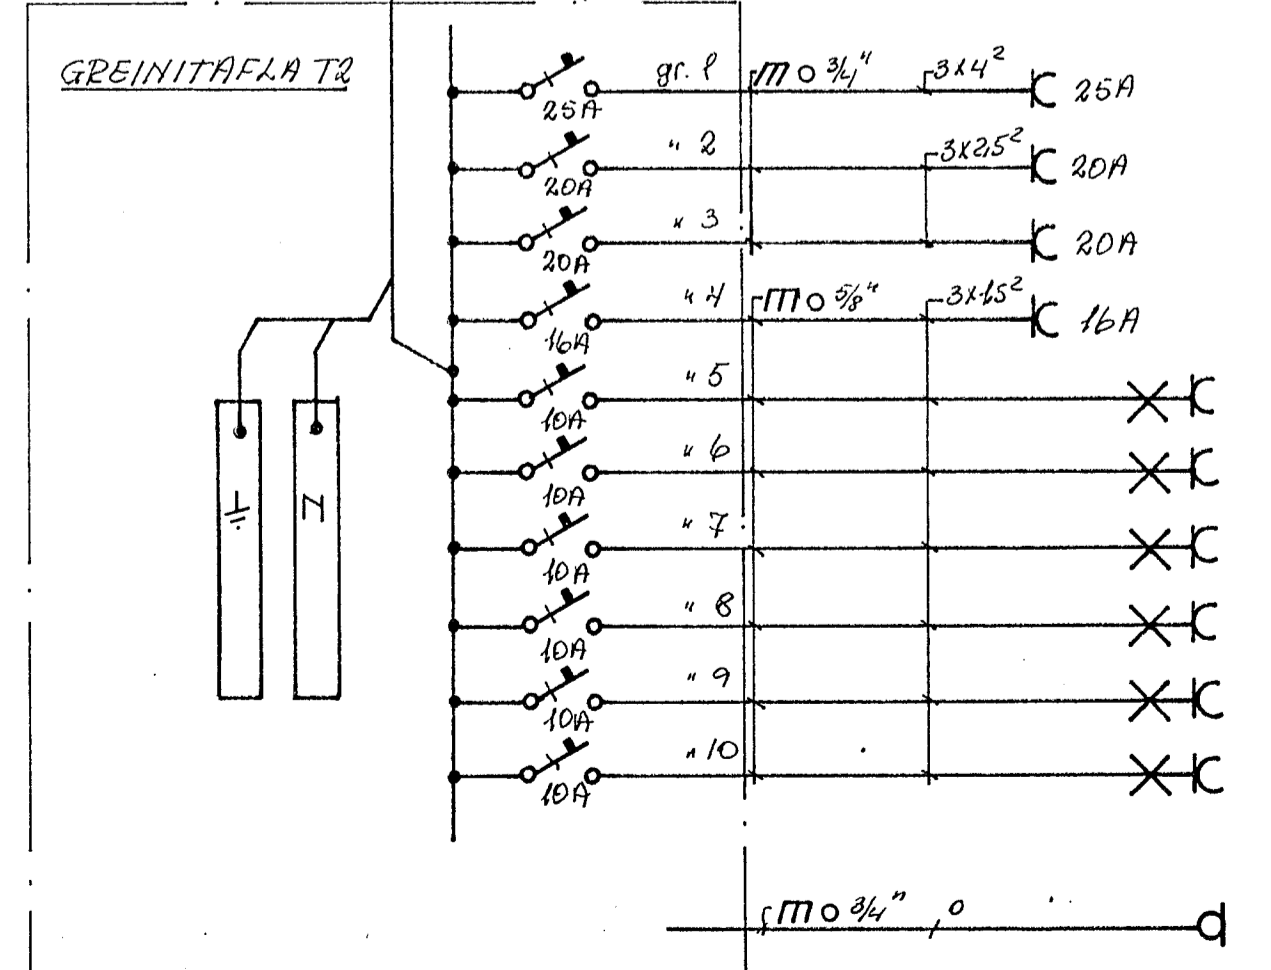 GREINITAFLA T2
gr. 1 m o 3/4" 3x4² 25A
25A
" 2 3x2,5² 20A
20A
" 3 20A
20A
" 4 m o 5/8" 3x1,5² 16A
16A
" 5
10A
" 6
10A
N
" 7
10A
" 8
10A
" 9
10A
" 10
10A
m o 3/4" 0